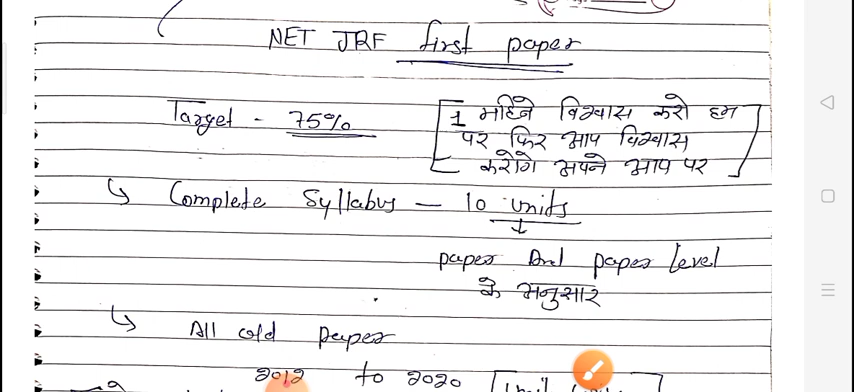 NET JRF first paper
Target - 75% [1 महिने विश्वास करो हम
पर फिर आप विश्वास
करोगे अपने आप पर]
↳ Complete Syllabus — 10 units
↓
paper And paper level
के अनुसार
↳ All old paper
2012 to 2020 [Unit